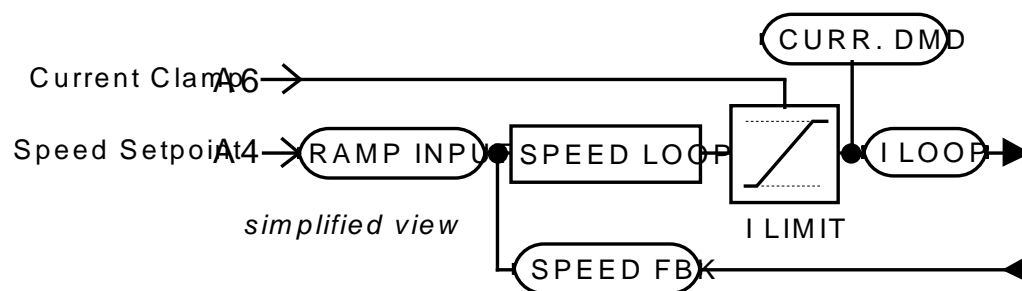 CURR. DMD
Current Clamp A6
Speed Setpoint A4 RAMP INPUT SPEED LOOP I LOOP
simplified view I LIMIT
SPEED FBK